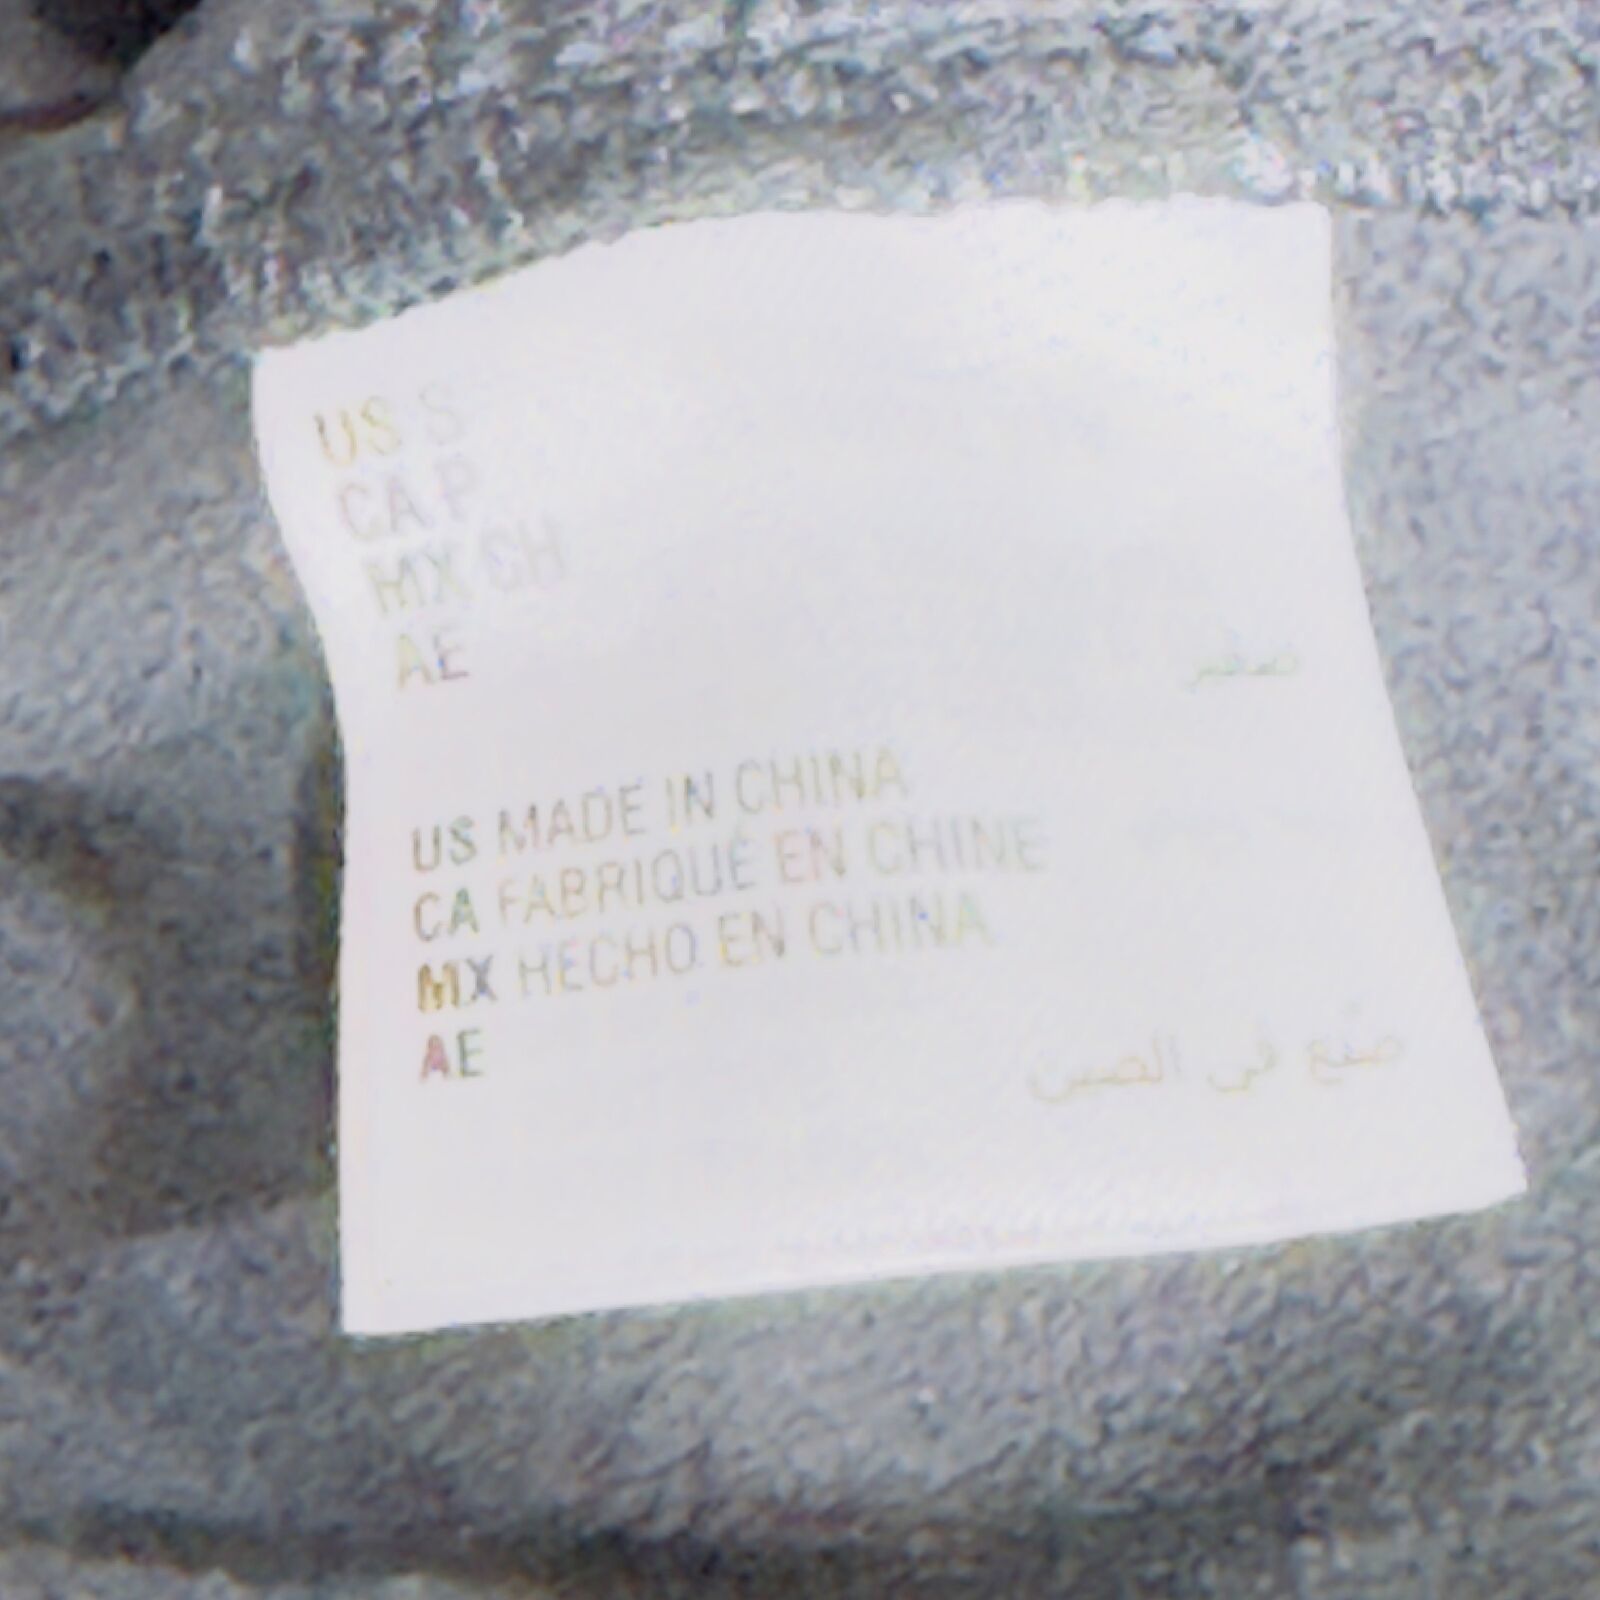 US S
CA P
MX CH
AE صغير
US MADE IN CHINA
CA FABRIQUÉ EN CHINE
MX HECHO EN CHINA
AE صنع في الصين